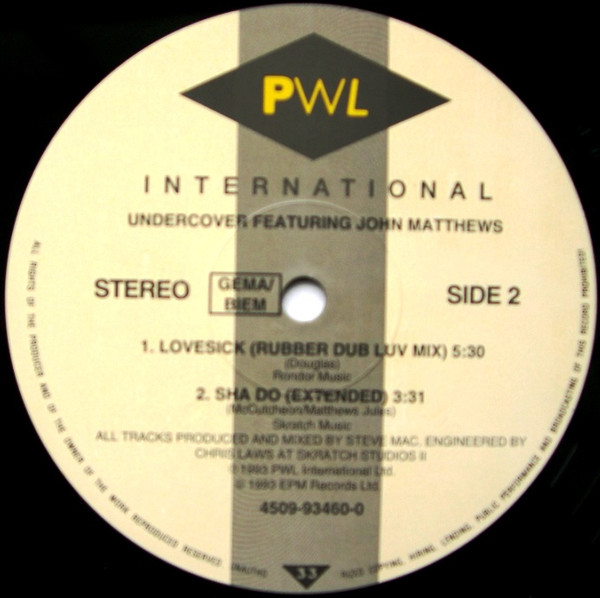 PWL
INTERNATIONAL
UNDERCOVER FEATURING JOHN MATTHEWS
STEREO
GEMA/
BIEM
SIDE 2
1. LOVESICK (RUBBER DUB LUV MIX) 5:30
(Douglas)
Rondor Music
2. SHA DO (EXTENDED) 3:31
(McCutcheon/Matthews Jules)
Skratch Music
ALL TRACKS PRODUCED AND MIXED BY STEVE MAC. ENGINEERED BY
CHRIS LAWS AT SKRATCH STUDIOS II
℗ 1993 PWL International Ltd.
© 1993 EPM Records Ltd.
4509-93460-0
33
ALL RIGHTS OF THE PRODUCER AND OF THE OWNER OF THE WORK REPRODUCED RESERVED. COPYING, HIRING, LENDING, PUBLIC PERFORMANCE AND BROADCASTING OF THIS RECORD PROHIBITED